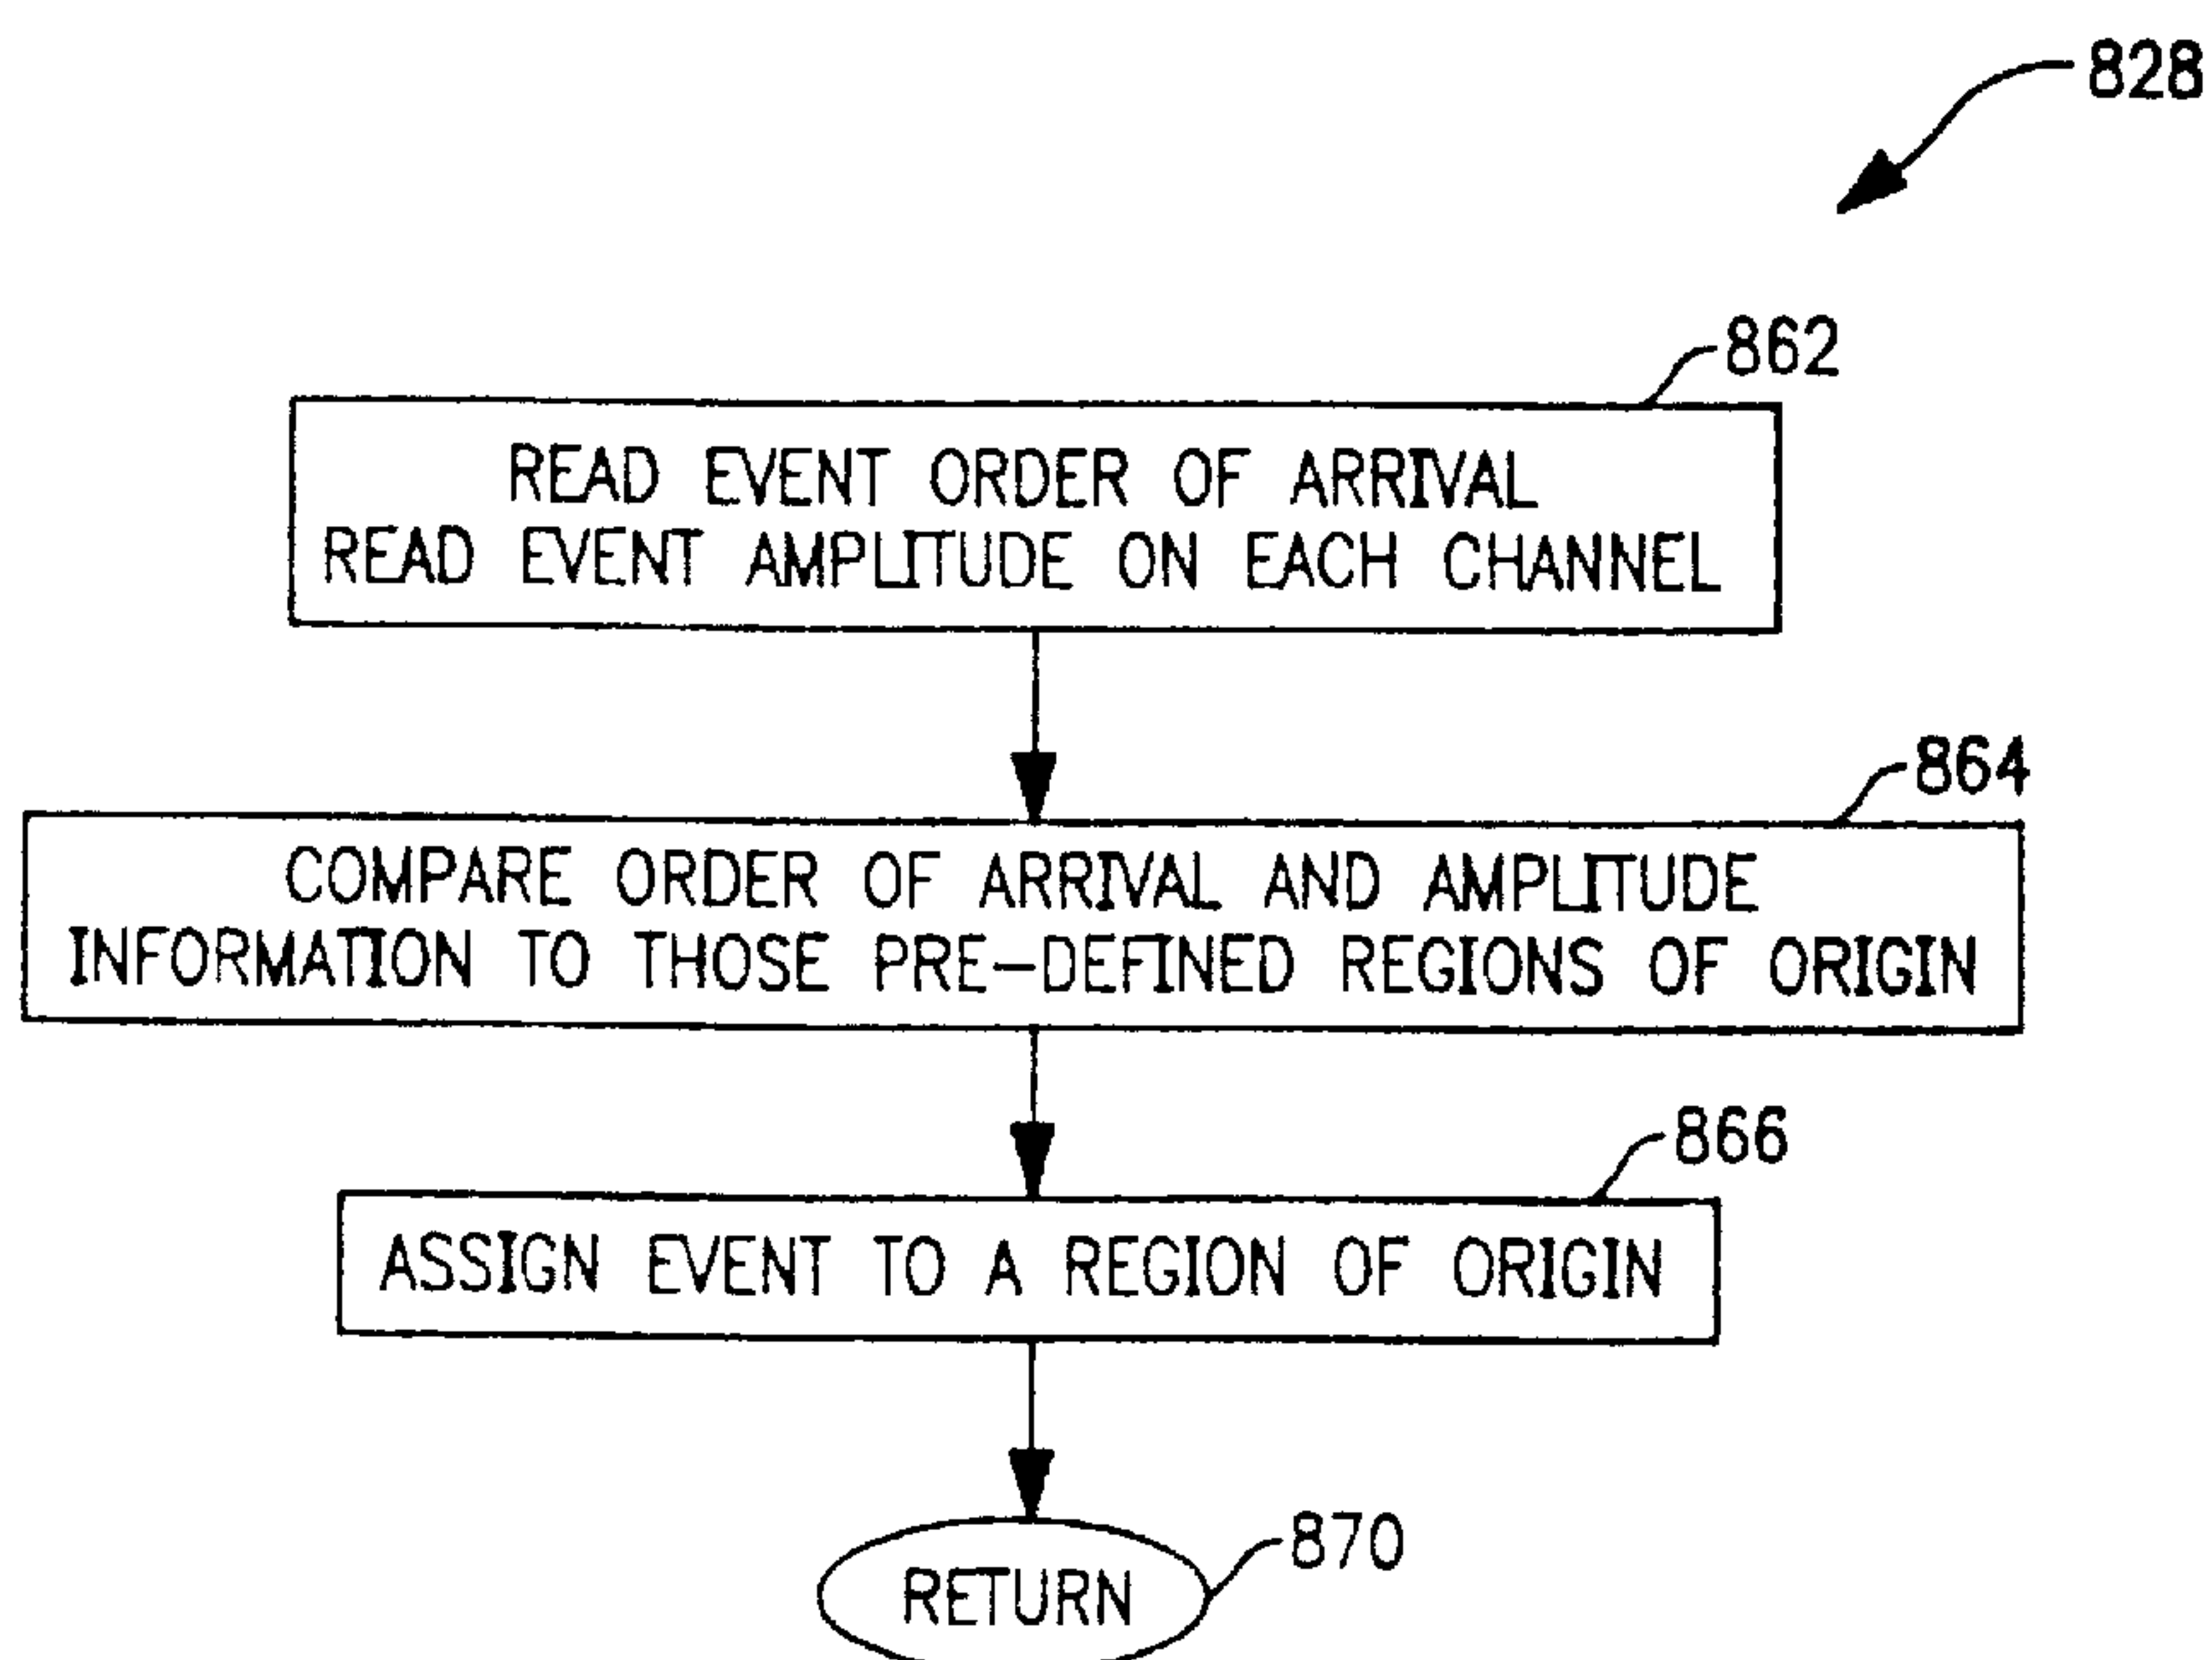 828
862
READ EVENT ORDER OF ARRIVAL
READ EVENT AMPLITUDE ON EACH CHANNEL
864
COMPARE ORDER OF ARRIVAL AND AMPLITUDE
INFORMATION TO THOSE PRE-DEFINED REGIONS OF ORIGIN
866
ASSIGN EVENT TO A REGION OF ORIGIN
870
RETURN